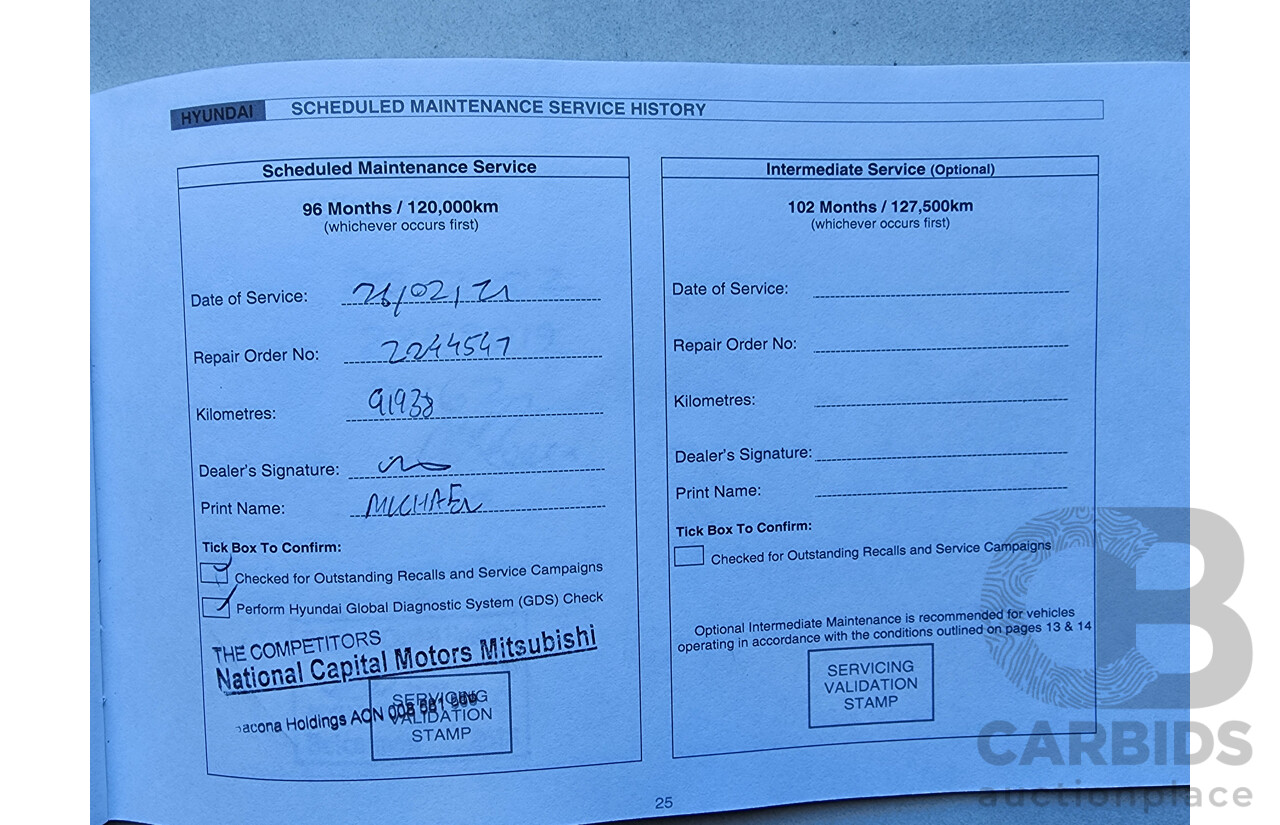 HYUNDAI SCHEDULED MAINTENANCE SERVICE HISTORY
Scheduled Maintenance Service
96 Months / 120,000km
(whichever occurs first)
Date of Service: 26/02/21
Repair Order No: 2244547
Kilometres: 91938
Dealer's Signature:
Print Name: MICHAEL
Tick Box To Confirm:
Checked for Outstanding Recalls and Service Campaigns
Perform Hyundai Global Diagnostic System (GDS) Check
THE COMPETITORS
National Capital Motors Mitsubishi
acona Holdings ACN
SERVICING
VALIDATION
STAMP
Intermediate Service (Optional)
102 Months / 127,500km
(whichever occurs first)
Date of Service:
Repair Order No:
Kilometres:
Dealer's Signature:
Print Name:
Tick Box To Confirm:
Checked for Outstanding Recalls and Service Campaigns
Optional Intermediate Maintenance is recommended for vehicles
operating in accordance with the conditions outlined on pages 13 & 14
SERVICING
VALIDATION
STAMP
25
CB
CARBIDS
auctionplace